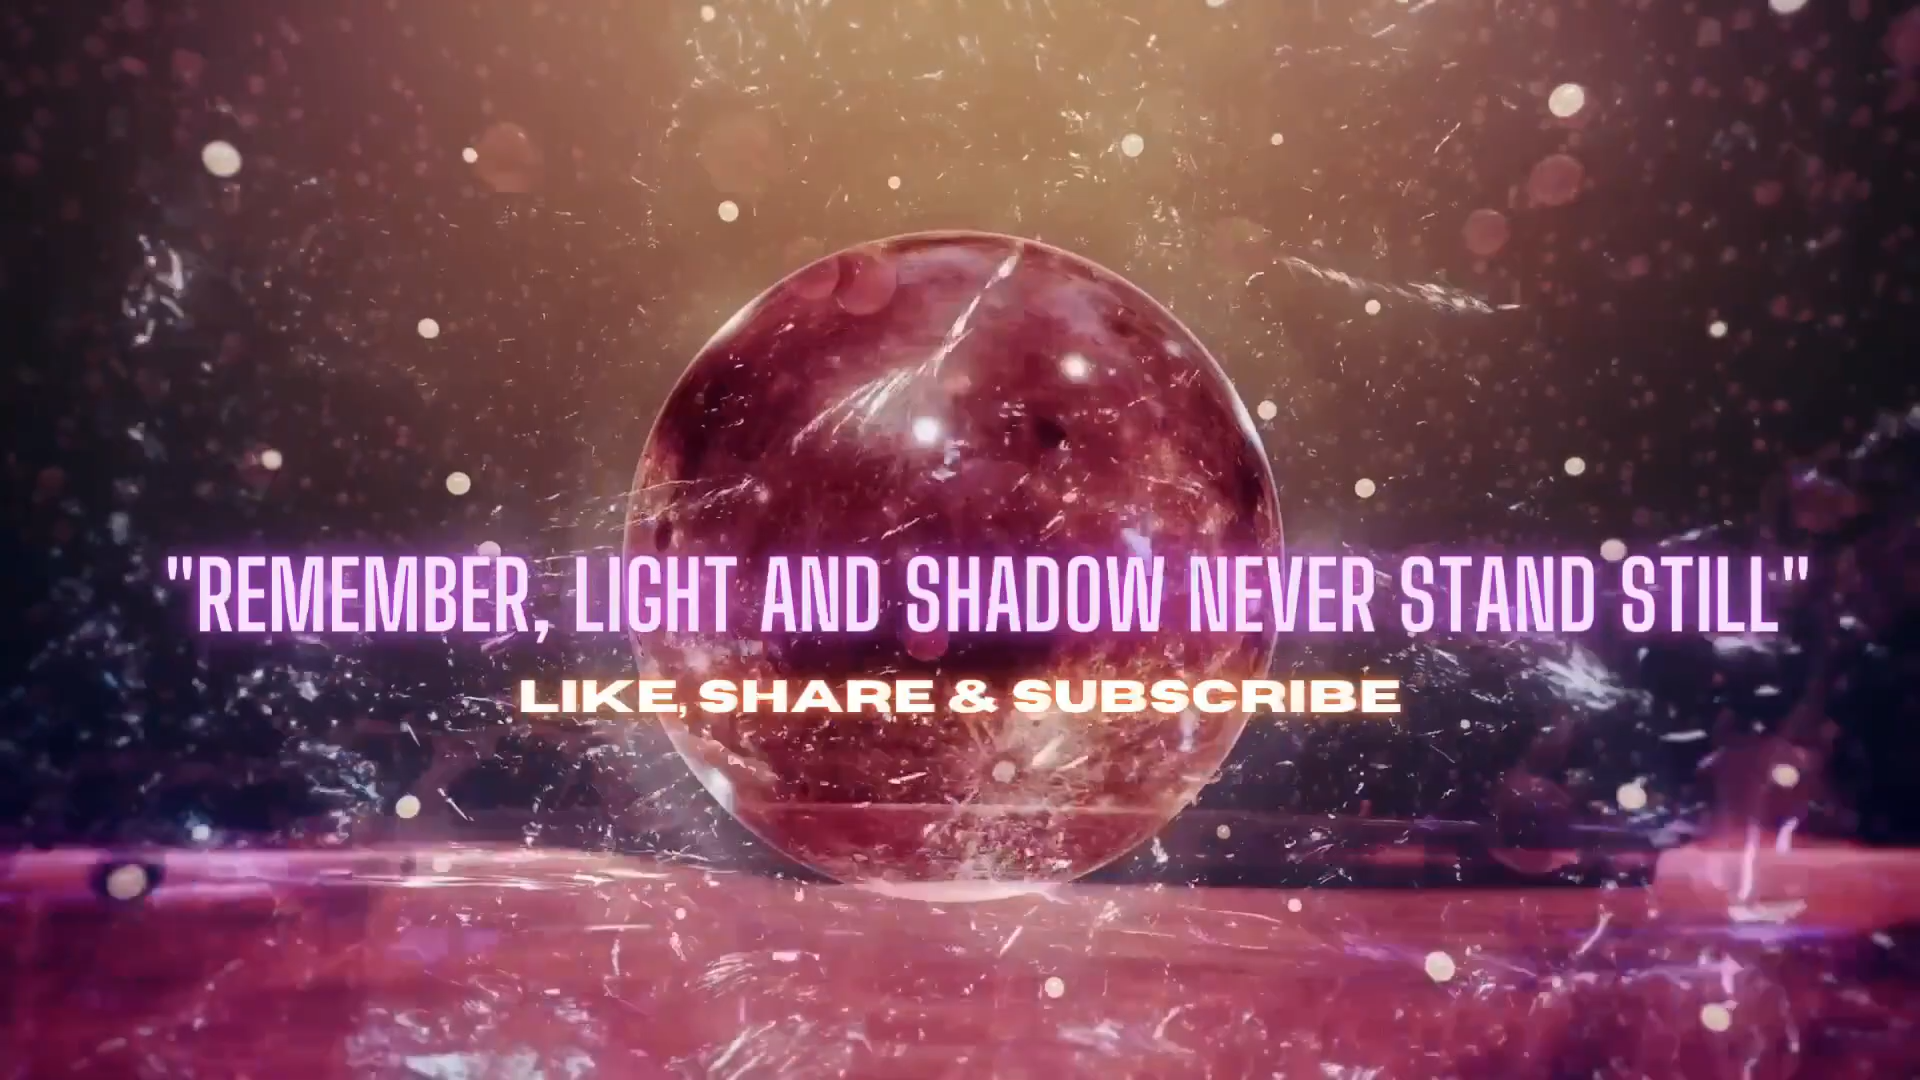 "REMEMBER, LIGHT AND SHADOW NEVER STAND STILL"
LIKE, SHARE & SUBSCRIBE